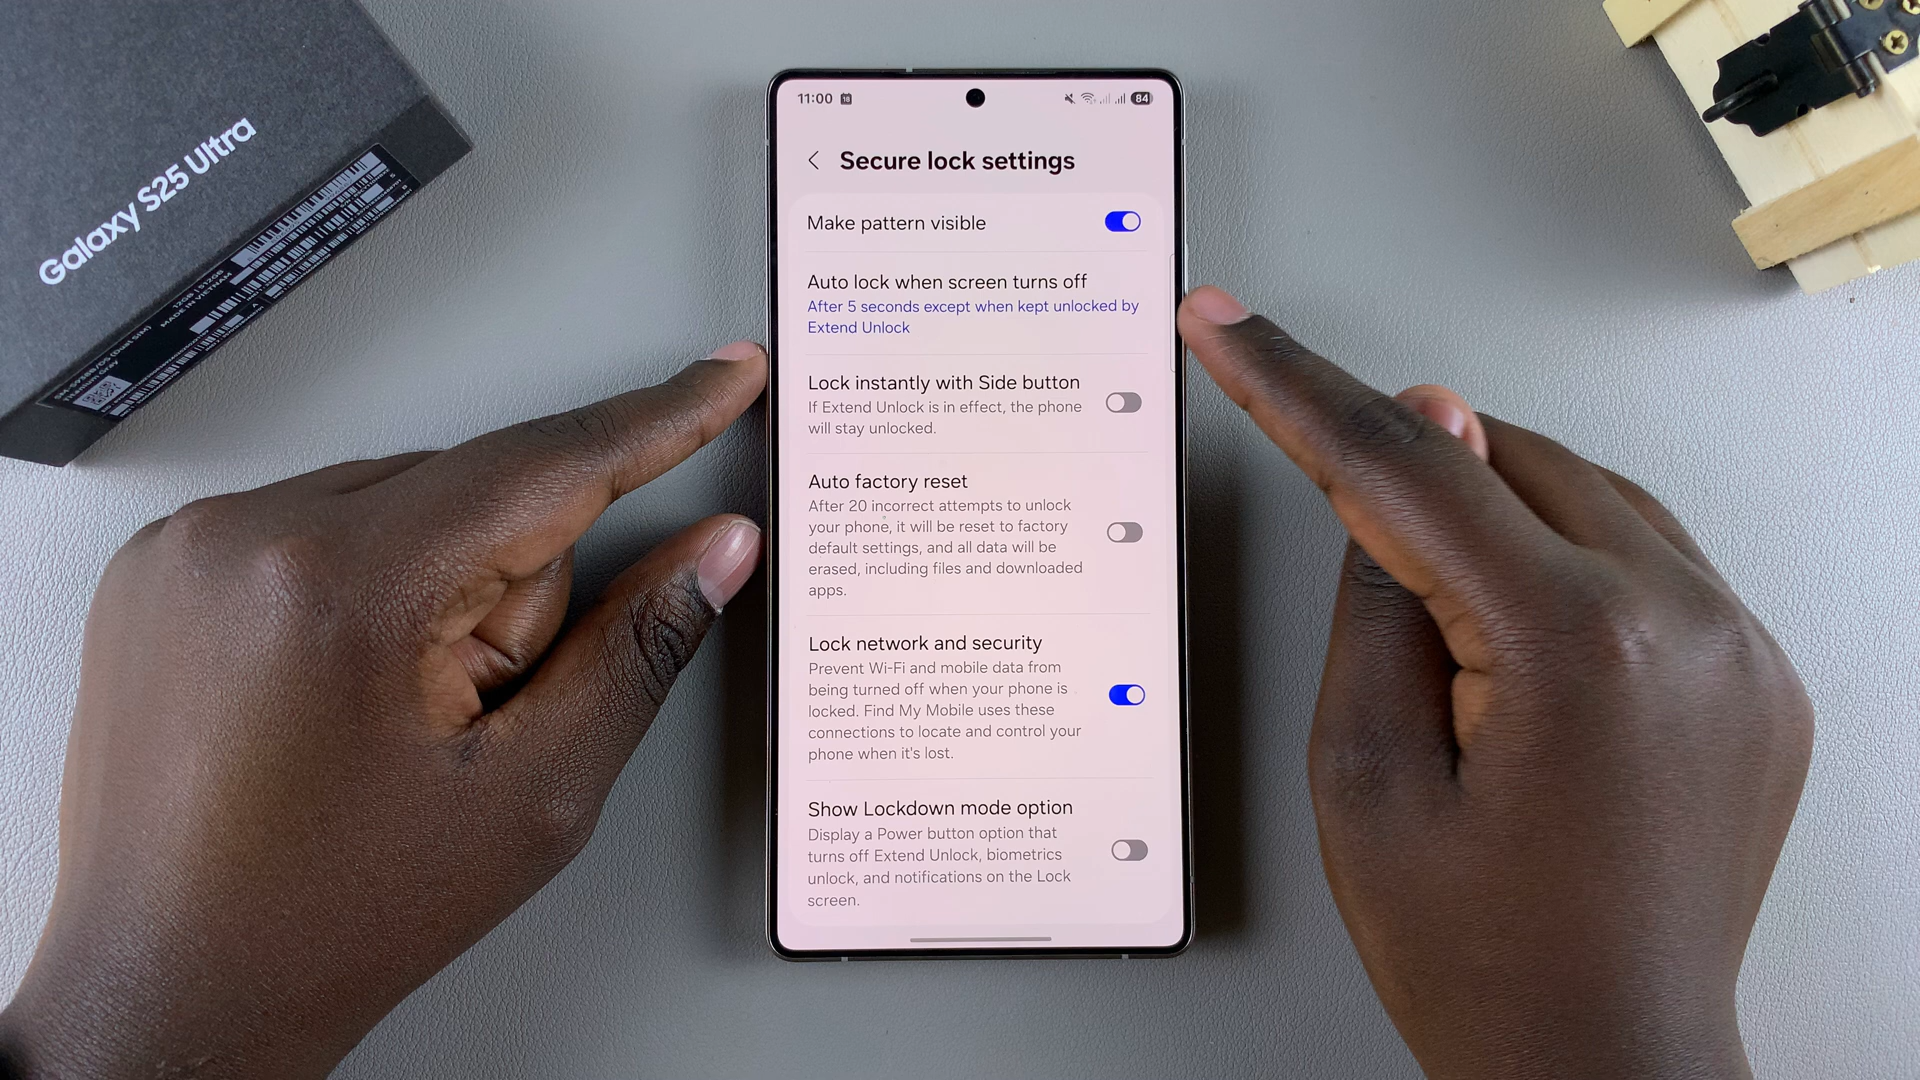 Galaxy S25 Ultra
12GB | 512GB
MADE IN VIETNAM
11:00
84
Secure lock settings
Make pattern visible
Auto lock when screen turns off
After 5 seconds except when kept unlocked by
Extend Unlock
Lock instantly with Side button
If Extend Unlock is in effect, the phone
will stay unlocked.
Auto factory reset
After 20 incorrect attempts to unlock
your phone, it will be reset to factory
default settings, and all data will be
erased, including files and downloaded
apps.
Lock network and security
Prevent Wi-Fi and mobile data from
being turned off when your phone is
locked. Find My Mobile uses these
connections to locate and control your
phone when it's lost.
Show Lockdown mode option
Display a Power button option that
turns off Extend Unlock, biometrics
unlock, and notifications on the Lock
screen.